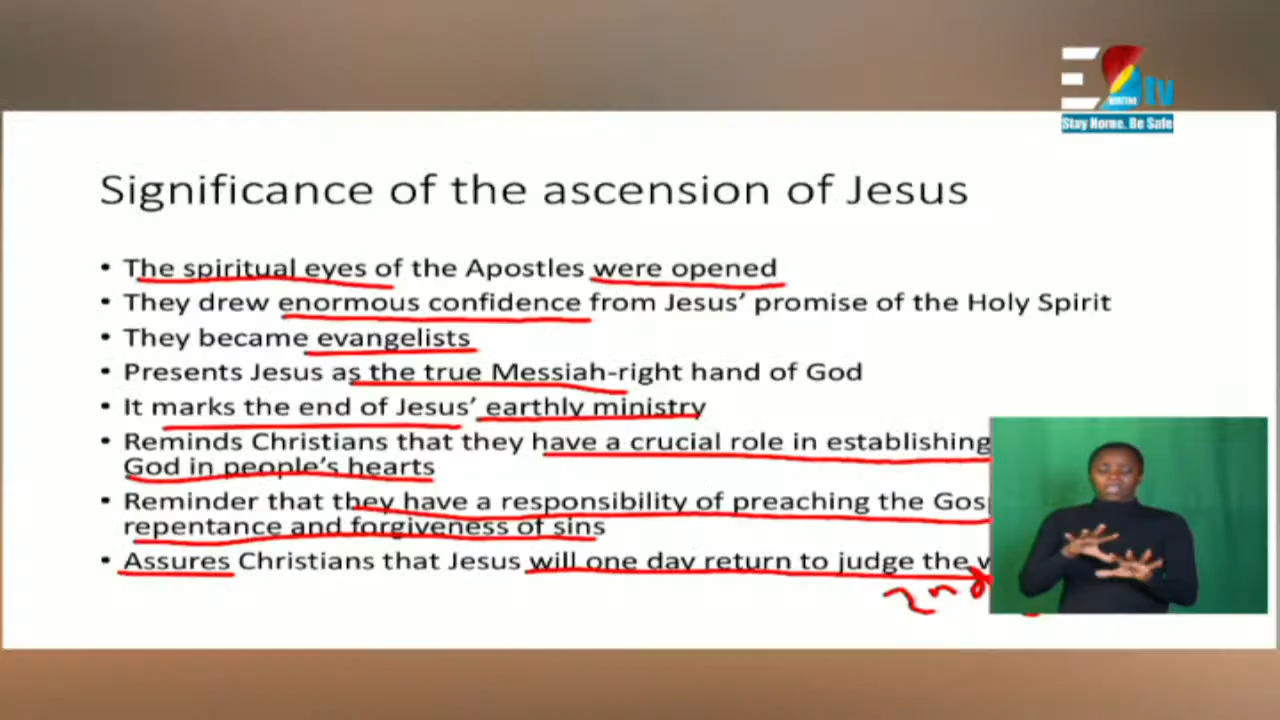 tv
Stay Home. Be Safe
Significance of the ascension of Jesus
• The spiritual eyes of the Apostles were opened
• They drew enormous confidence from Jesus’ promise of the Holy Spirit
• They became evangelists
• Presents Jesus as the true Messiah-right hand of God
• It marks the end of Jesus’ earthly ministry
• Reminds Christians that they have a crucial role in establishing
God in people’s hearts
• Reminder that they have a responsibility of preaching the
repentance and forgiveness of sins
• Assures Christians that Jesus will one day return to judge the
2nd